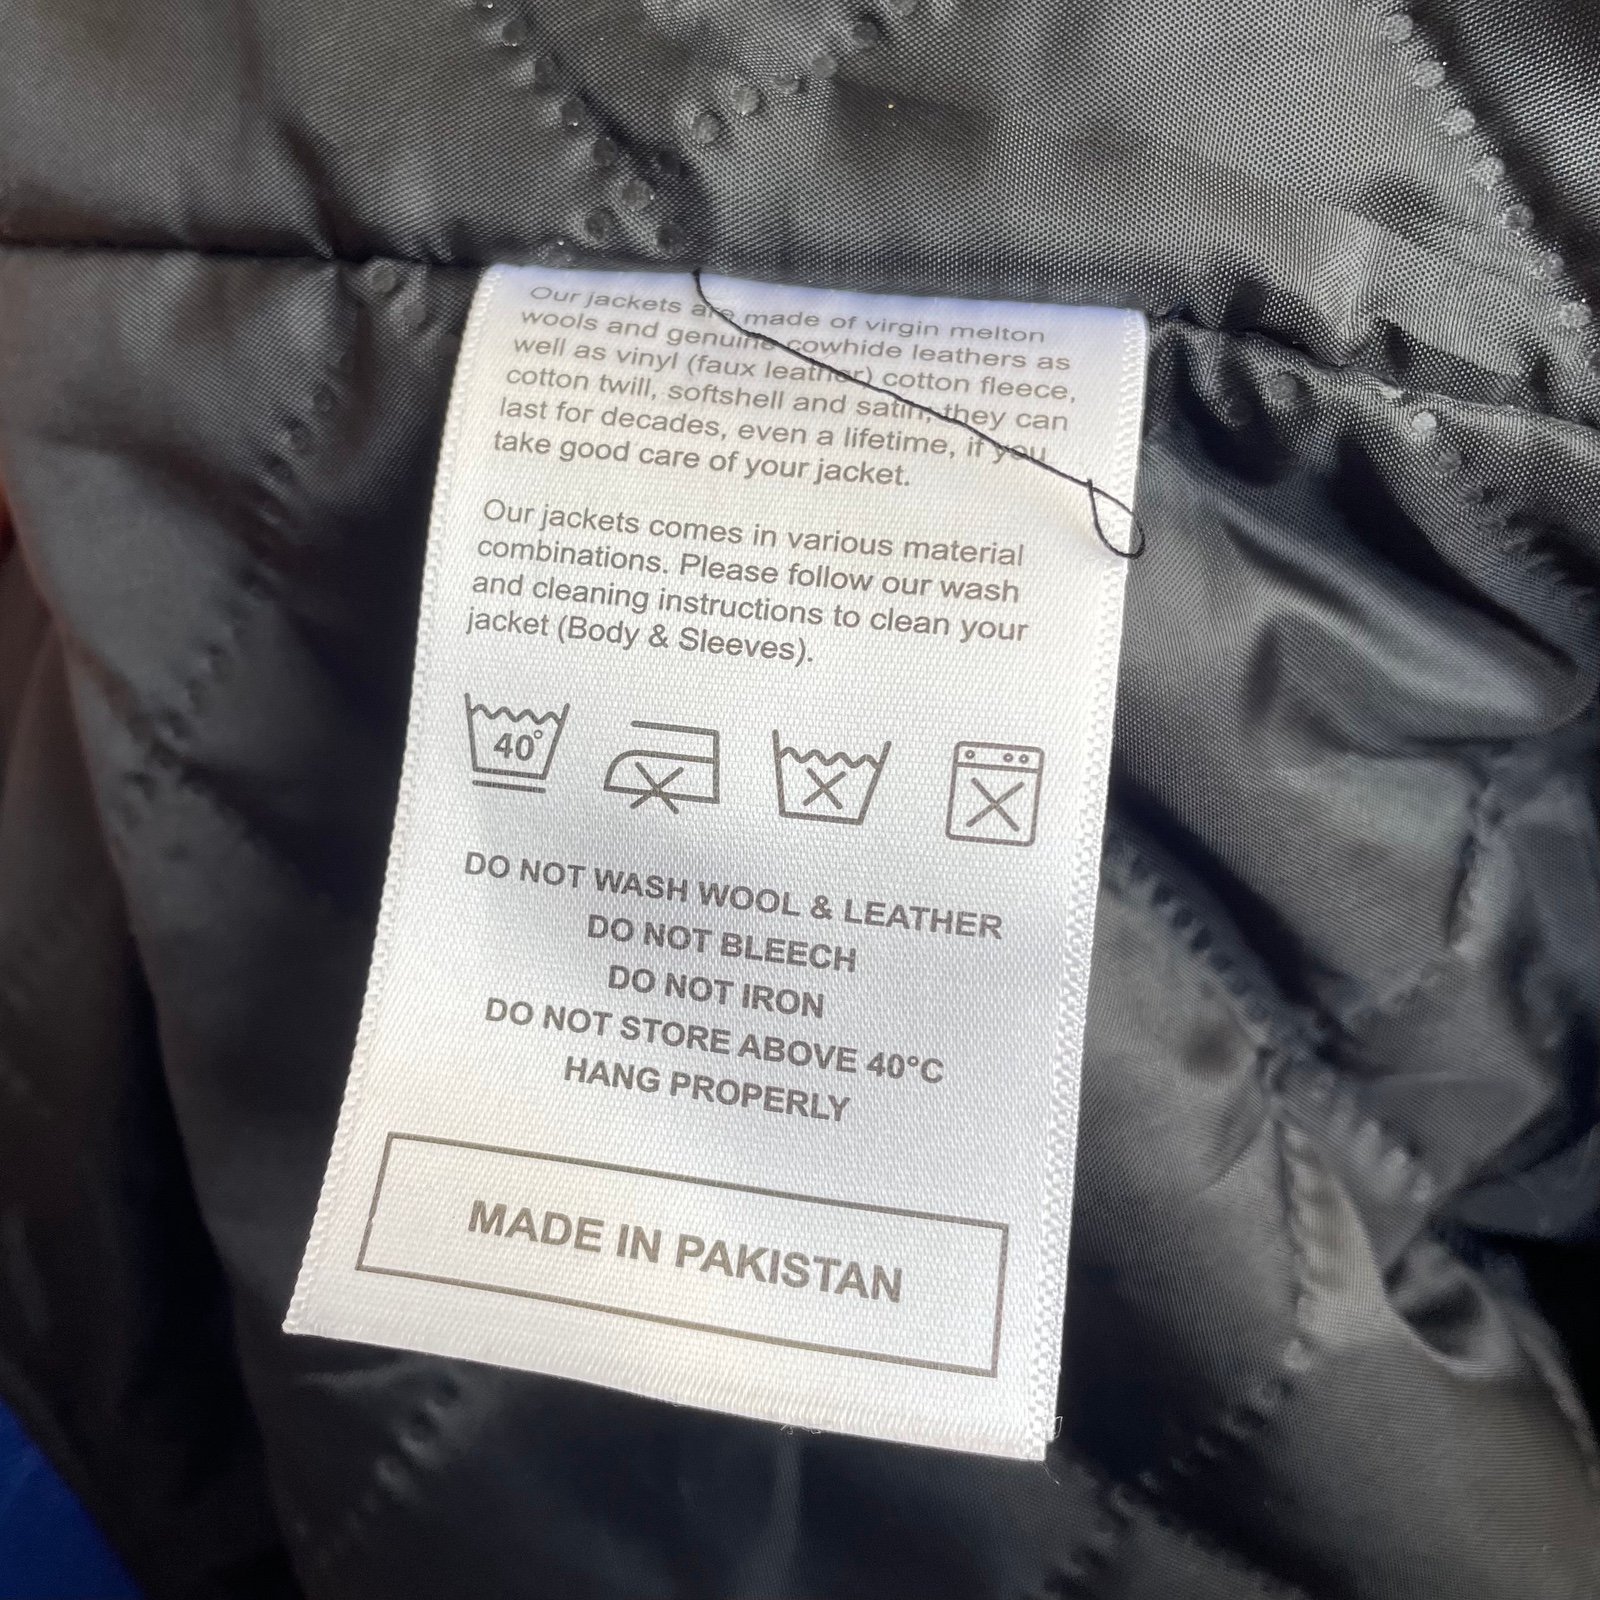 Our jackets are made of virgin melton
wools and genuine cowhide leathers as
well as vinyl (faux leather) cotton fleece,
cotton twill, softshell and satin, they can
last for decades, even a lifetime, if you
take good care of your jacket.
Our jackets comes in various material
combinations. Please follow our wash
and cleaning instructions to clean your
jacket (Body & Sleeves).
40°
DO NOT WASH WOOL & LEATHER
DO NOT BLEECH
DO NOT IRON
DO NOT STORE ABOVE 40°C
HANG PROPERLY
MADE IN PAKISTAN